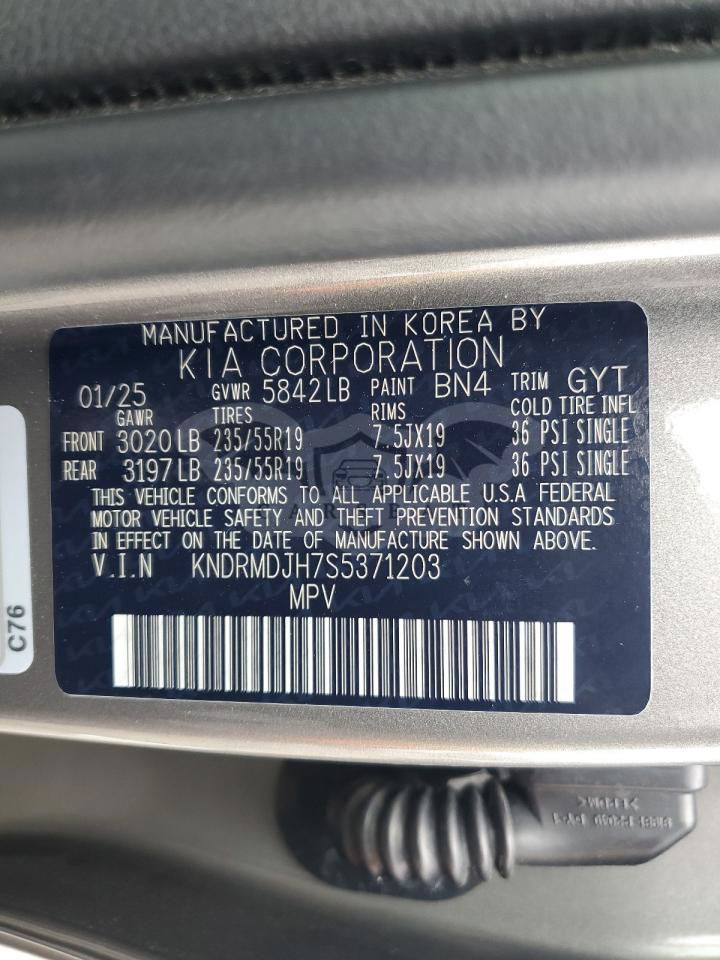 MANUFACTURED IN KOREA BY
KIA CORPORATION
01/25 GVWR 5842LB PAINT BN4 TRIM GYT
GAWR TIRES RIMS COLD TIRE INFL
FRONT 3020LB 235/55R19 7.5JX19 36 PSI SINGLE
REAR 3197LB 235/55R19 7.5JX19 36 PSI SINGLE
THIS VEHICLE CONFORMS TO ALL APPLICABLE U.S.A FEDERAL
MOTOR VEHICLE SAFETY AND THEFT PREVENTION STANDARDS
IN EFFECT ON THE DATE OF MANUFACTURE SHOWN ABOVE.
V.I.N KNDRMDJH7S5371203
MPV
C76